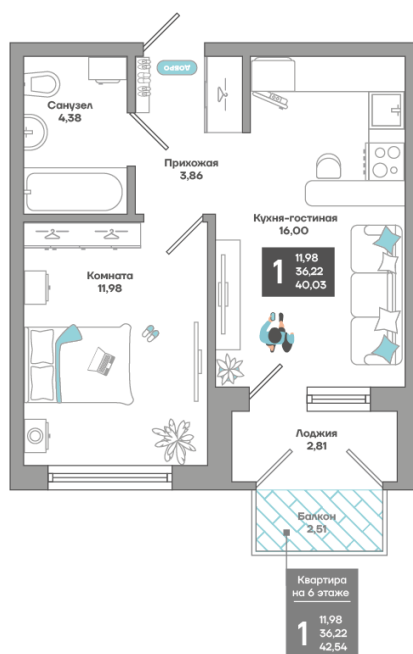 ДОБРО
Санузел
4,38
Прихожая
3,86
Кухня-гостиная
16,00
1
11,98
36,22
40,03
Комната
11,98
Лоджия
2,81
Балкон
2,51
Квартира
на 6 этаже
1
11,98
36,22
42,54